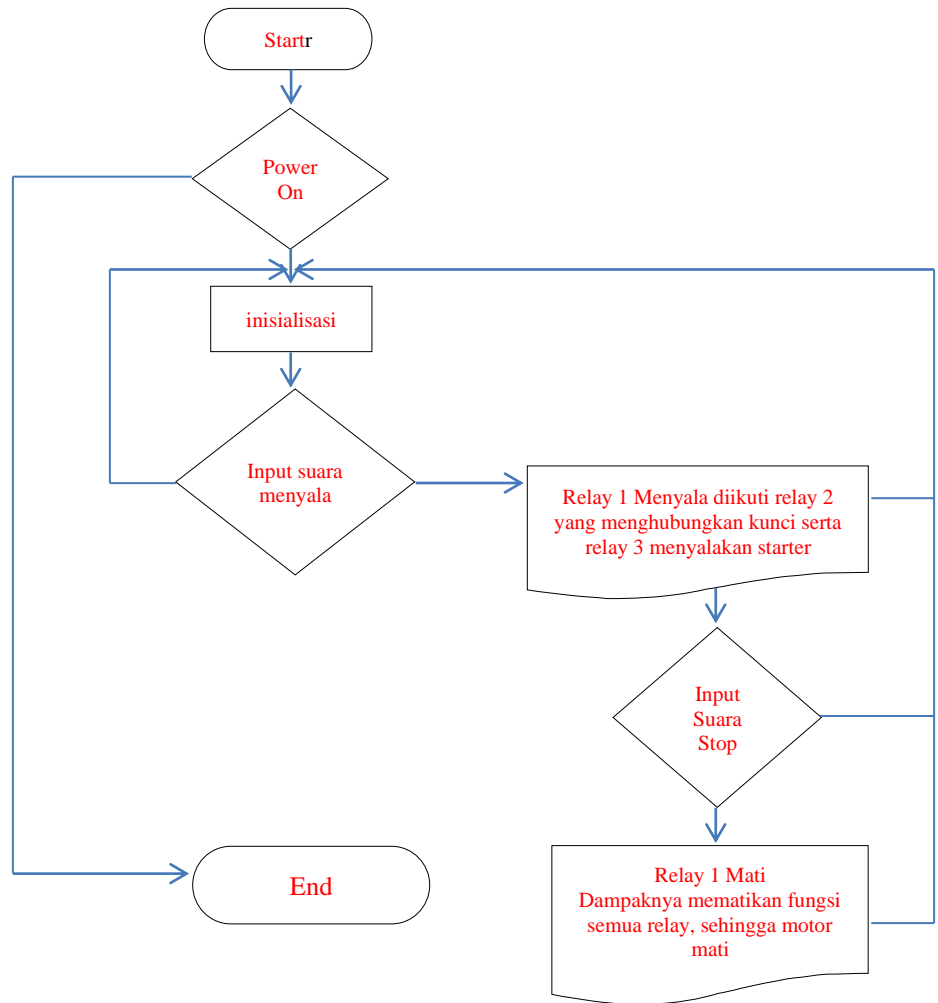 Startr
Power
On
inisialisasi
Input suara
menyala
Relay 1 Menyala diikuti relay 2
yang menghubungkan kunci serta
relay 3 menyalakan starter
Input
Suara
Stop
Relay 1 Mati
Dampaknya mematikan fungsi
semua relay, sehingga motor
mati
End